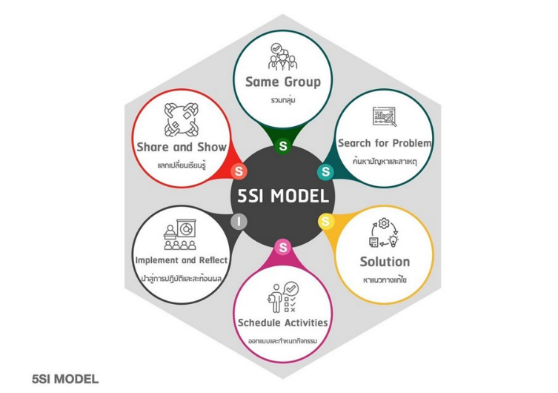 Same Group
รวมกลุ่ม
S
Search for Problem
ค้นหาปัญหาและสาเหตุ
S
Solution
หาแนวทางแก้ไข
S
Schedule Activities
ออกแบบและกำหนดกิจกรรม
S
Implement and Reflect
นำสู่การปฏิบัติและสะท้อนผล
I
Share and Show
แลกเปลี่ยนเรียนรู้
S
5SI MODEL
5SI MODEL